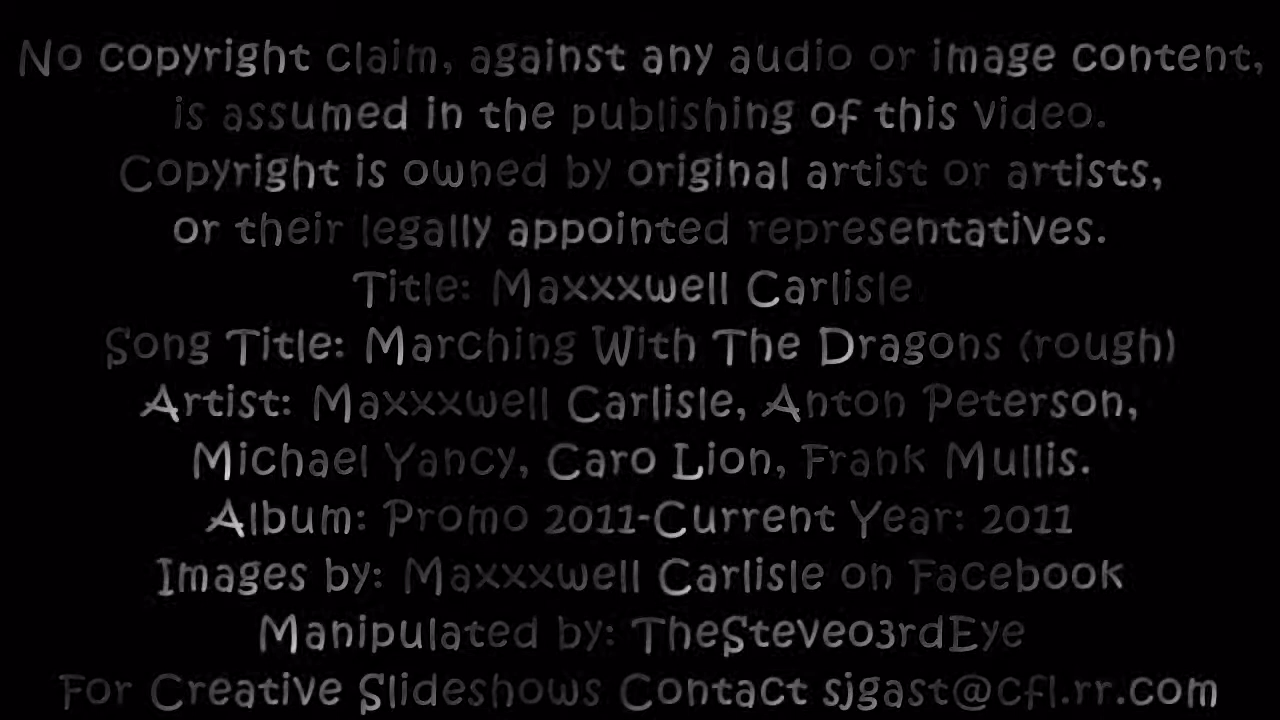 No copyright claim, against any audio or image content,
is assumed in the publishing of this video.
Copyright is owned by original artist or artists,
or their legally appointed representatives.
Title: Maxxxwell Carlisle
Song Title: Marching With The Dragons (rough)
Artist: Maxxxwell Carlisle, Anton Peterson,
Michael Yancy, Caro Lion, Frank Mullis.
Album: Promo 2011-Current Year: 2011
Images by: Maxxxwell Carlisle on Facebook
Manipulated by: TheSteveo3rdEye
For Creative Slideshows Contact sjgast@cfl.rr.com